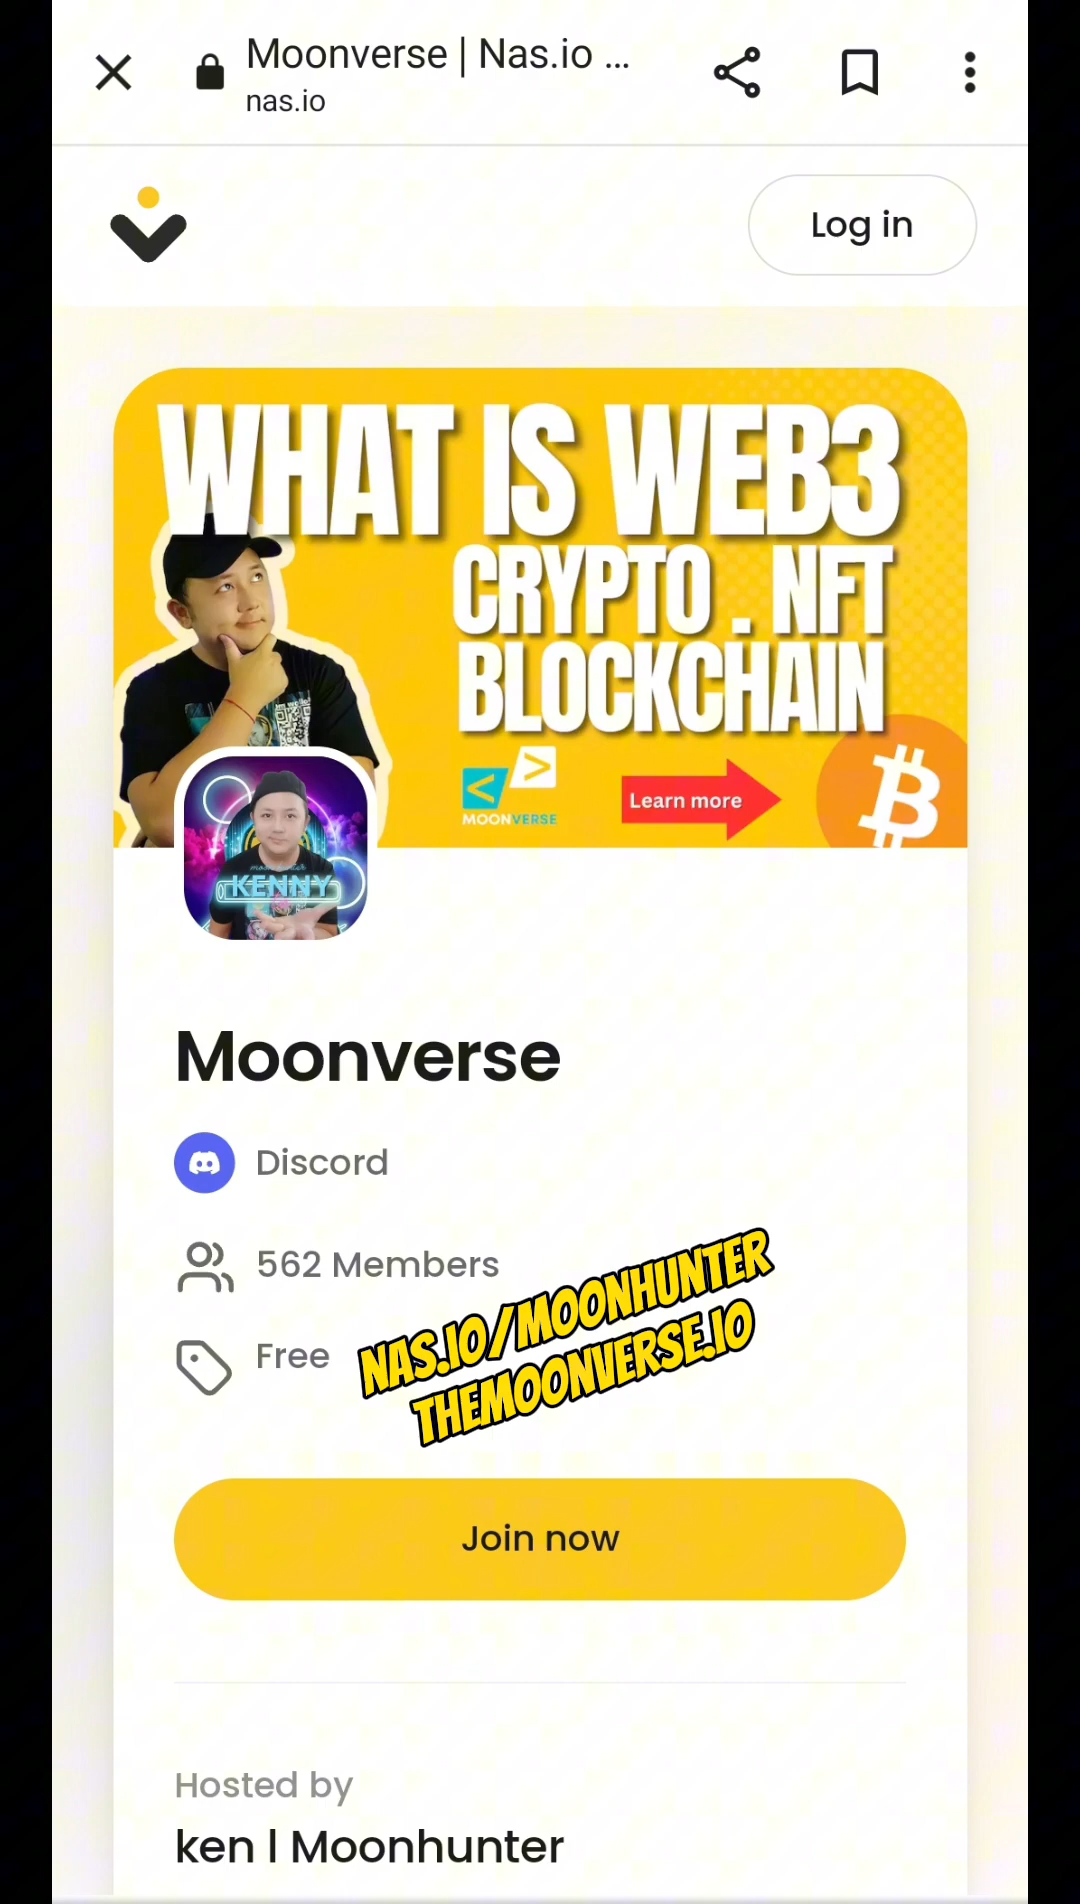 Moonverse | Nas.io ...
nas.io
Log in
WHAT IS WEB3
CRYPTO . NFT
BLOCKCHAIN
MOONVERSE
Learn more
KENNY
Moonverse
Discord
562 Members
Free
NAS.IO/MOONHUNTER
THEMOONVERSE.IO
Join now
Hosted by
ken l Moonhunter